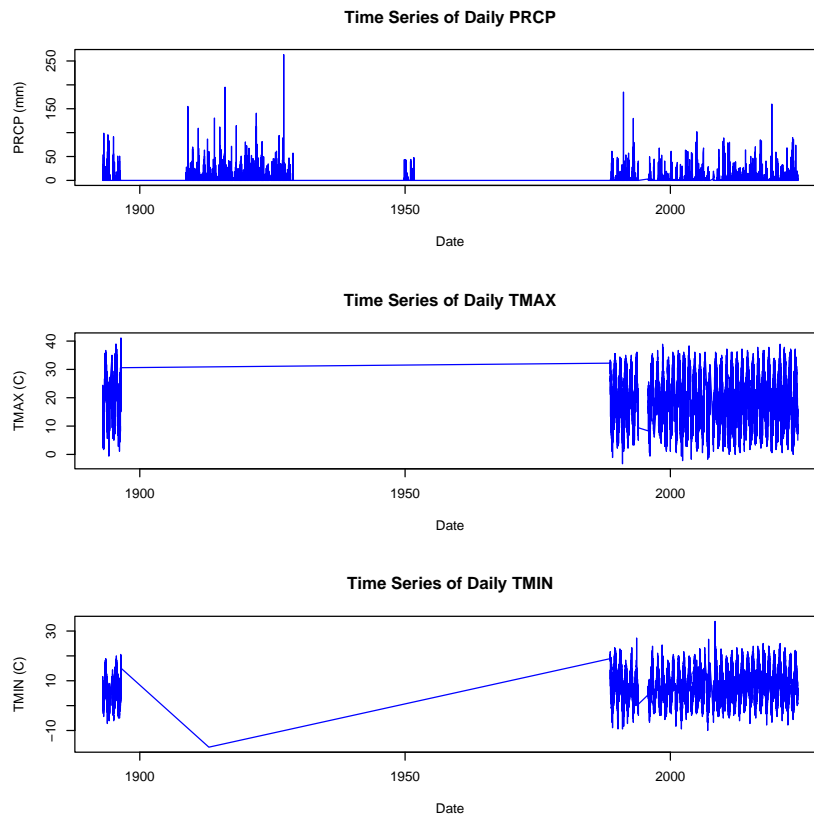 Time Series of Daily PRCP
PRCP (mm)
250
150
50
0
1900
1950
2000
Date
Time Series of Daily TMAX
TMAX (C)
40
30
20
10
0
1900
1950
2000
Date
Time Series of Daily TMIN
TMIN (C)
30
10
−10
1900
1950
2000
Date